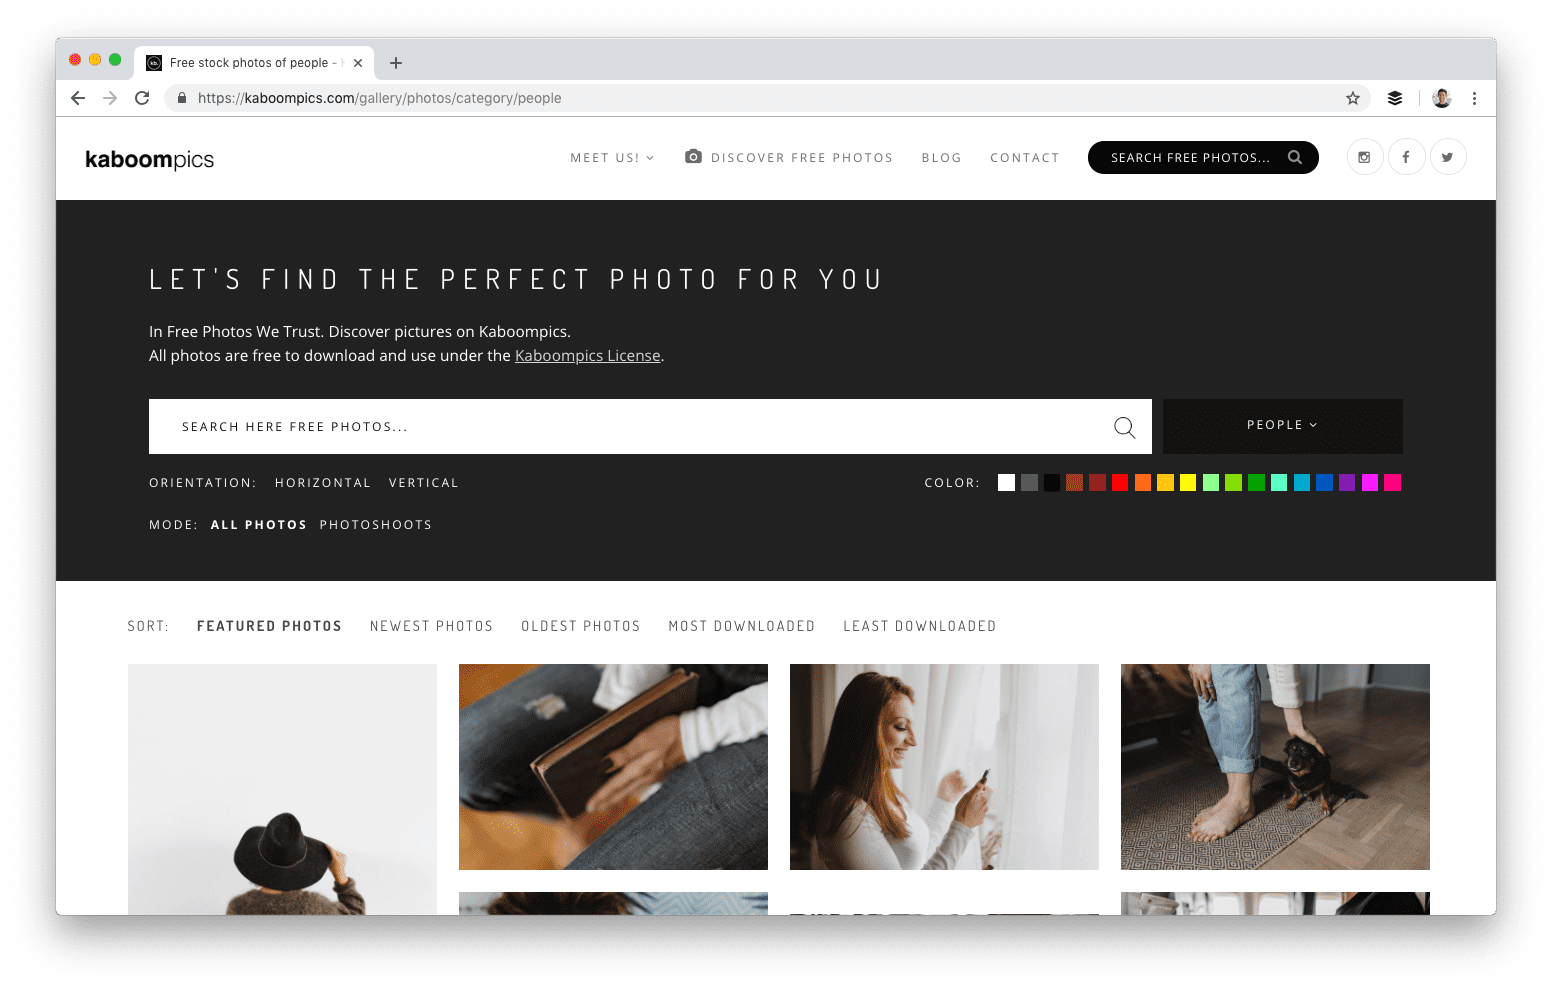 Free stock photos of people -
https://kaboompics.com/gallery/photos/category/people
kaboompics
MEET US!
DISCOVER FREE PHOTOS
BLOG
CONTACT
SEARCH FREE PHOTOS...
LET'S FIND THE PERFECT PHOTO FOR YOU
In Free Photos We Trust. Discover pictures on Kaboompics.
All photos are free to download and use under the Kaboompics License.
SEARCH HERE FREE PHOTOS...
PEOPLE
ORIENTATION: HORIZONTAL VERTICAL
COLOR:
MODE: ALL PHOTOS PHOTOSHOOTS
SORT: FEATURED PHOTOS NEWEST PHOTOS OLDEST PHOTOS MOST DOWNLOADED LEAST DOWNLOADED